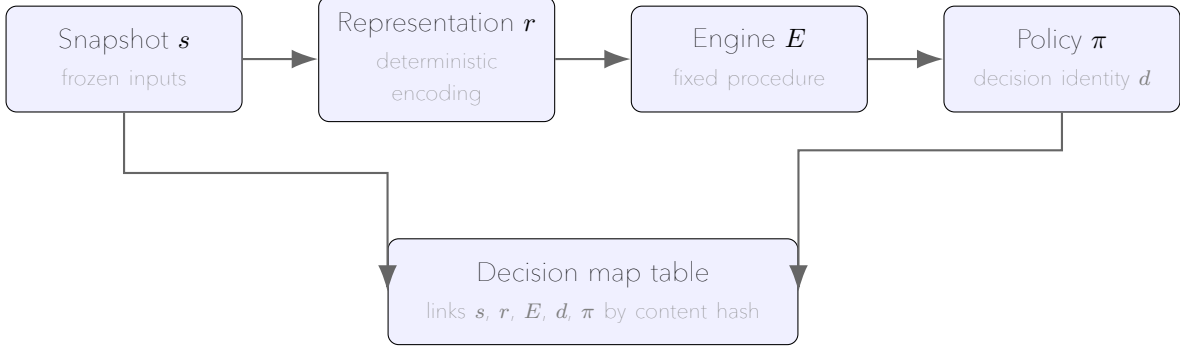 Snapshot s
frozen inputs
Representation r
deterministic
encoding
Engine E
fixed procedure
Policy π
decision identity d
Decision map table
links s, r, E, d, π by content hash